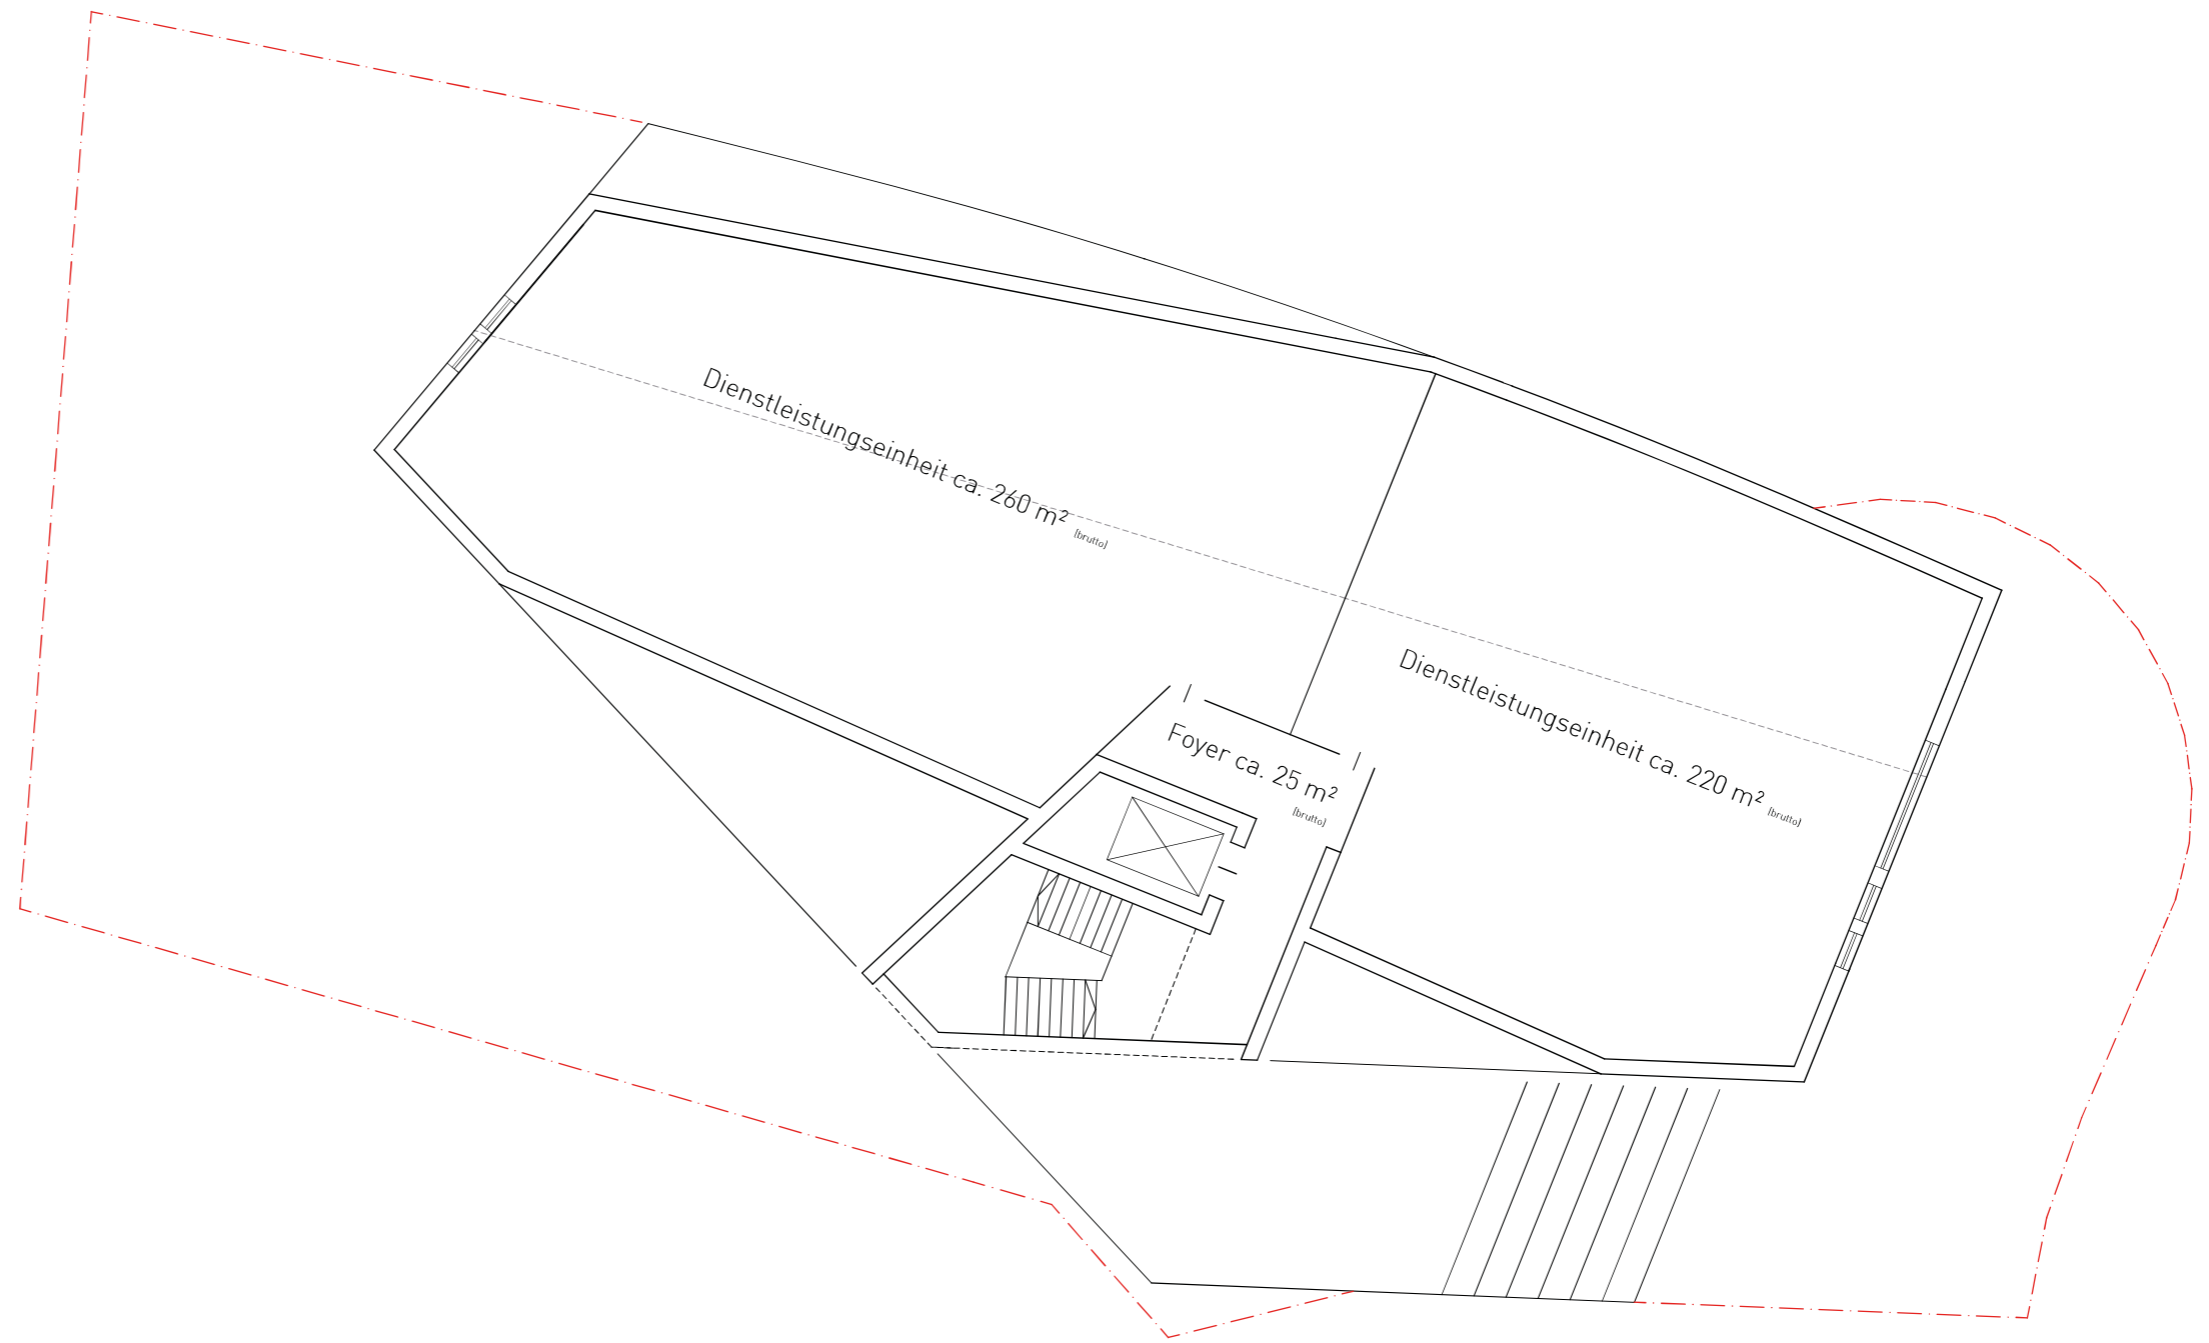 Dienstleistungseinheit ca. 260 m² (brutto)
Dienstleistungseinheit ca. 220 m² (brutto)
Foyer ca. 25 m²
(brutto)